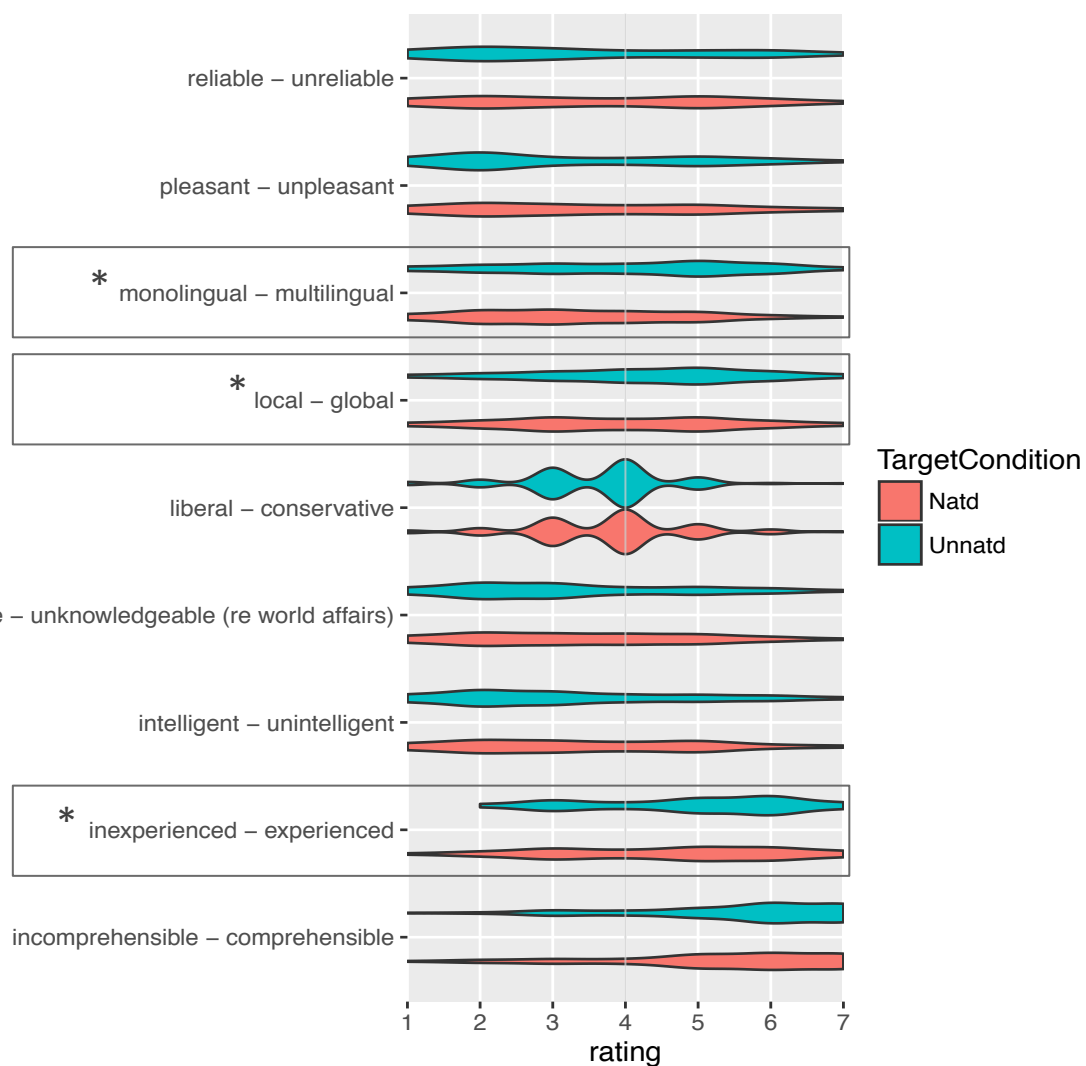 reliable – unreliable
pleasant – unpleasant
* monolingual – multilingual
* local – global
liberal – conservative
e – unknowledgeable (re world affairs)
intelligent – unintelligent
* inexperienced – experienced
incomprehensible – comprehensible
1 2 3 4 5 6 7
rating
TargetCondition
Natd
Unnatd